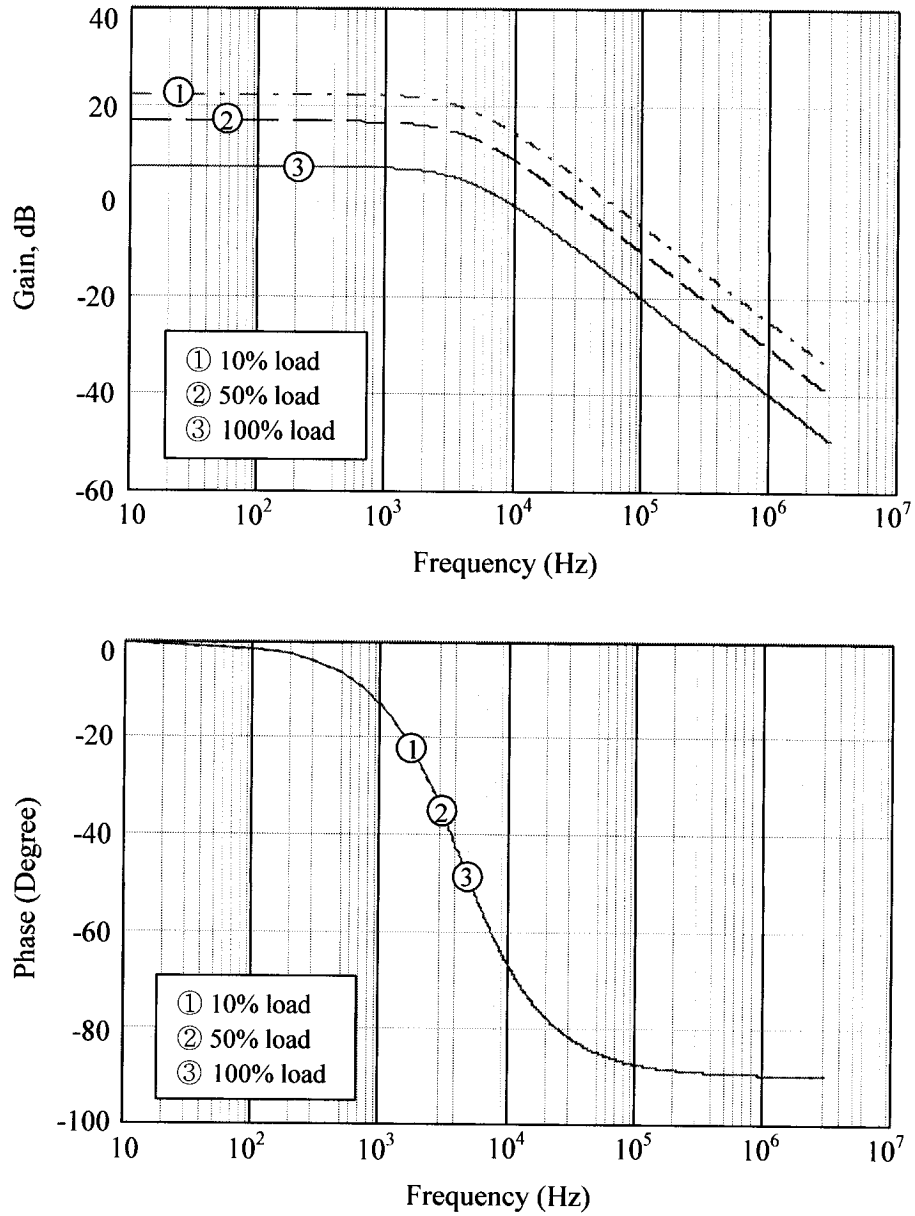 40
20
0
-20
-40
-60
Gain, dB
①
②
③
① 10% load
② 50% load
③ 100% load
10 10² 10³ 10⁴ 10⁵ 10⁶ 10⁷
Frequency (Hz)
0
-20
-40
-60
-80
-100
Phase (Degree)
①
②
③
① 10% load
② 50% load
③ 100% load
10 10² 10³ 10⁴ 10⁵ 10⁶ 10⁷
Frequency (Hz)